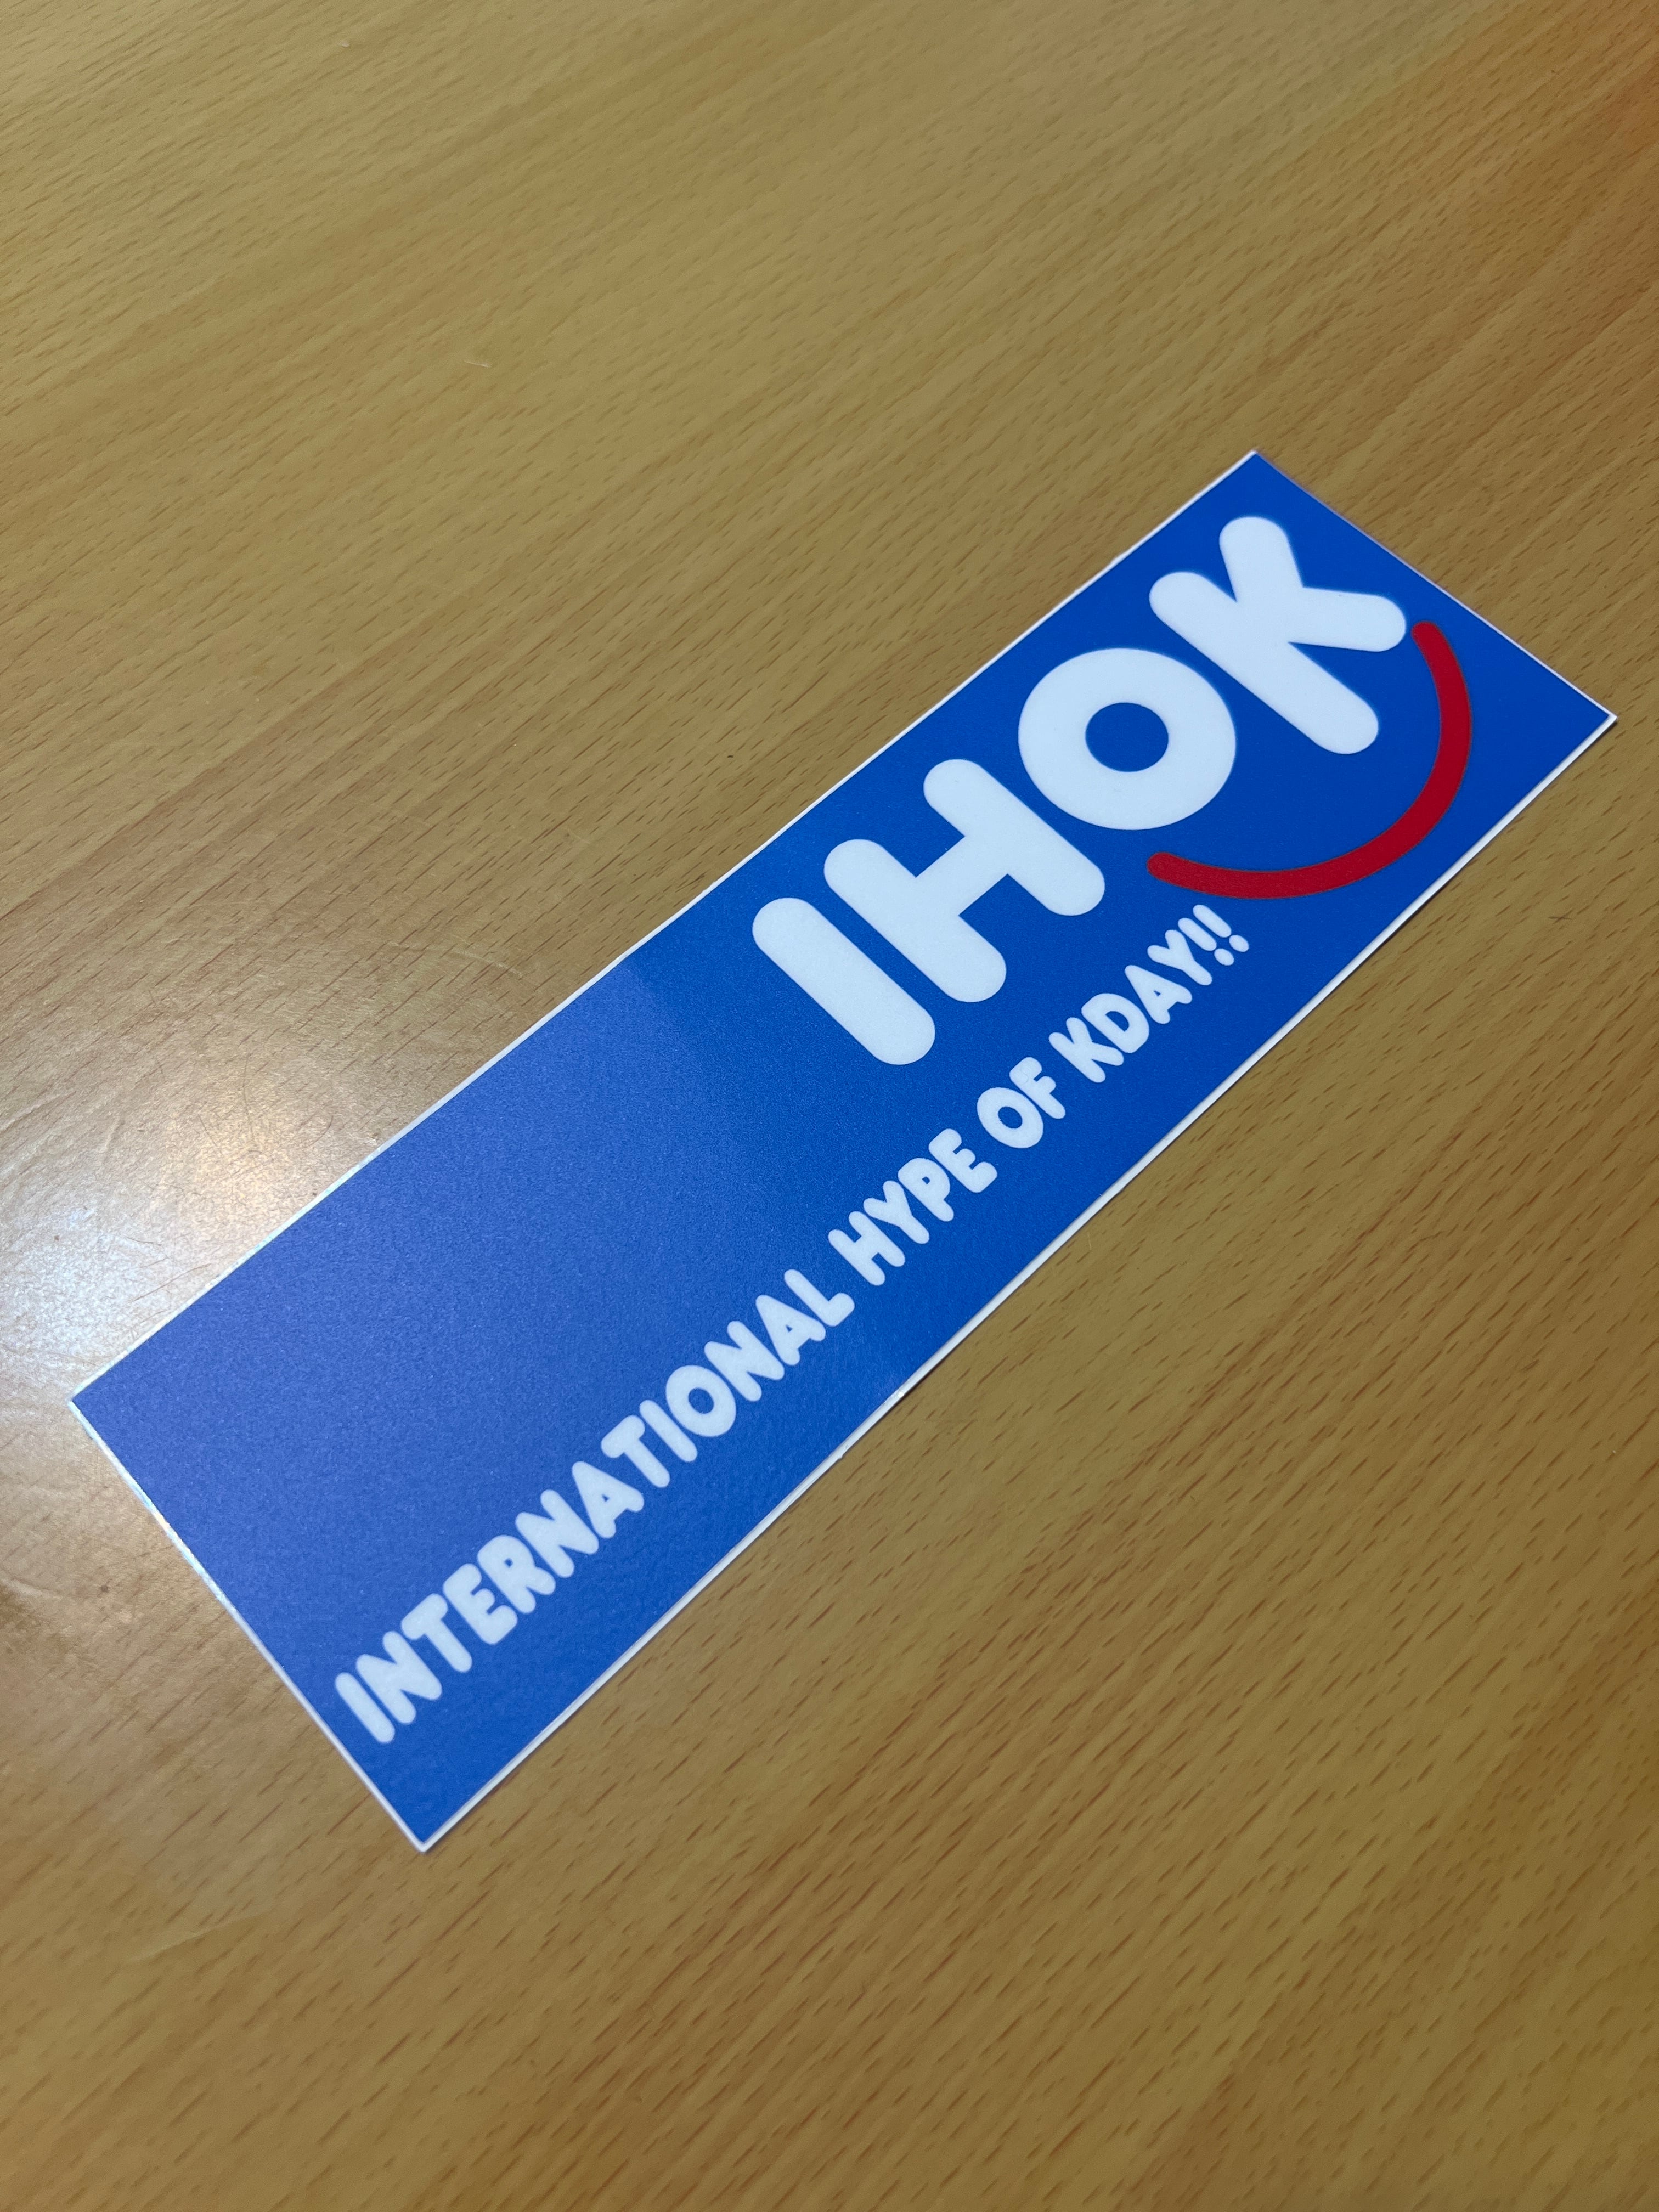 IHOK
INTERNATIONAL HYPE OF KDAY!!